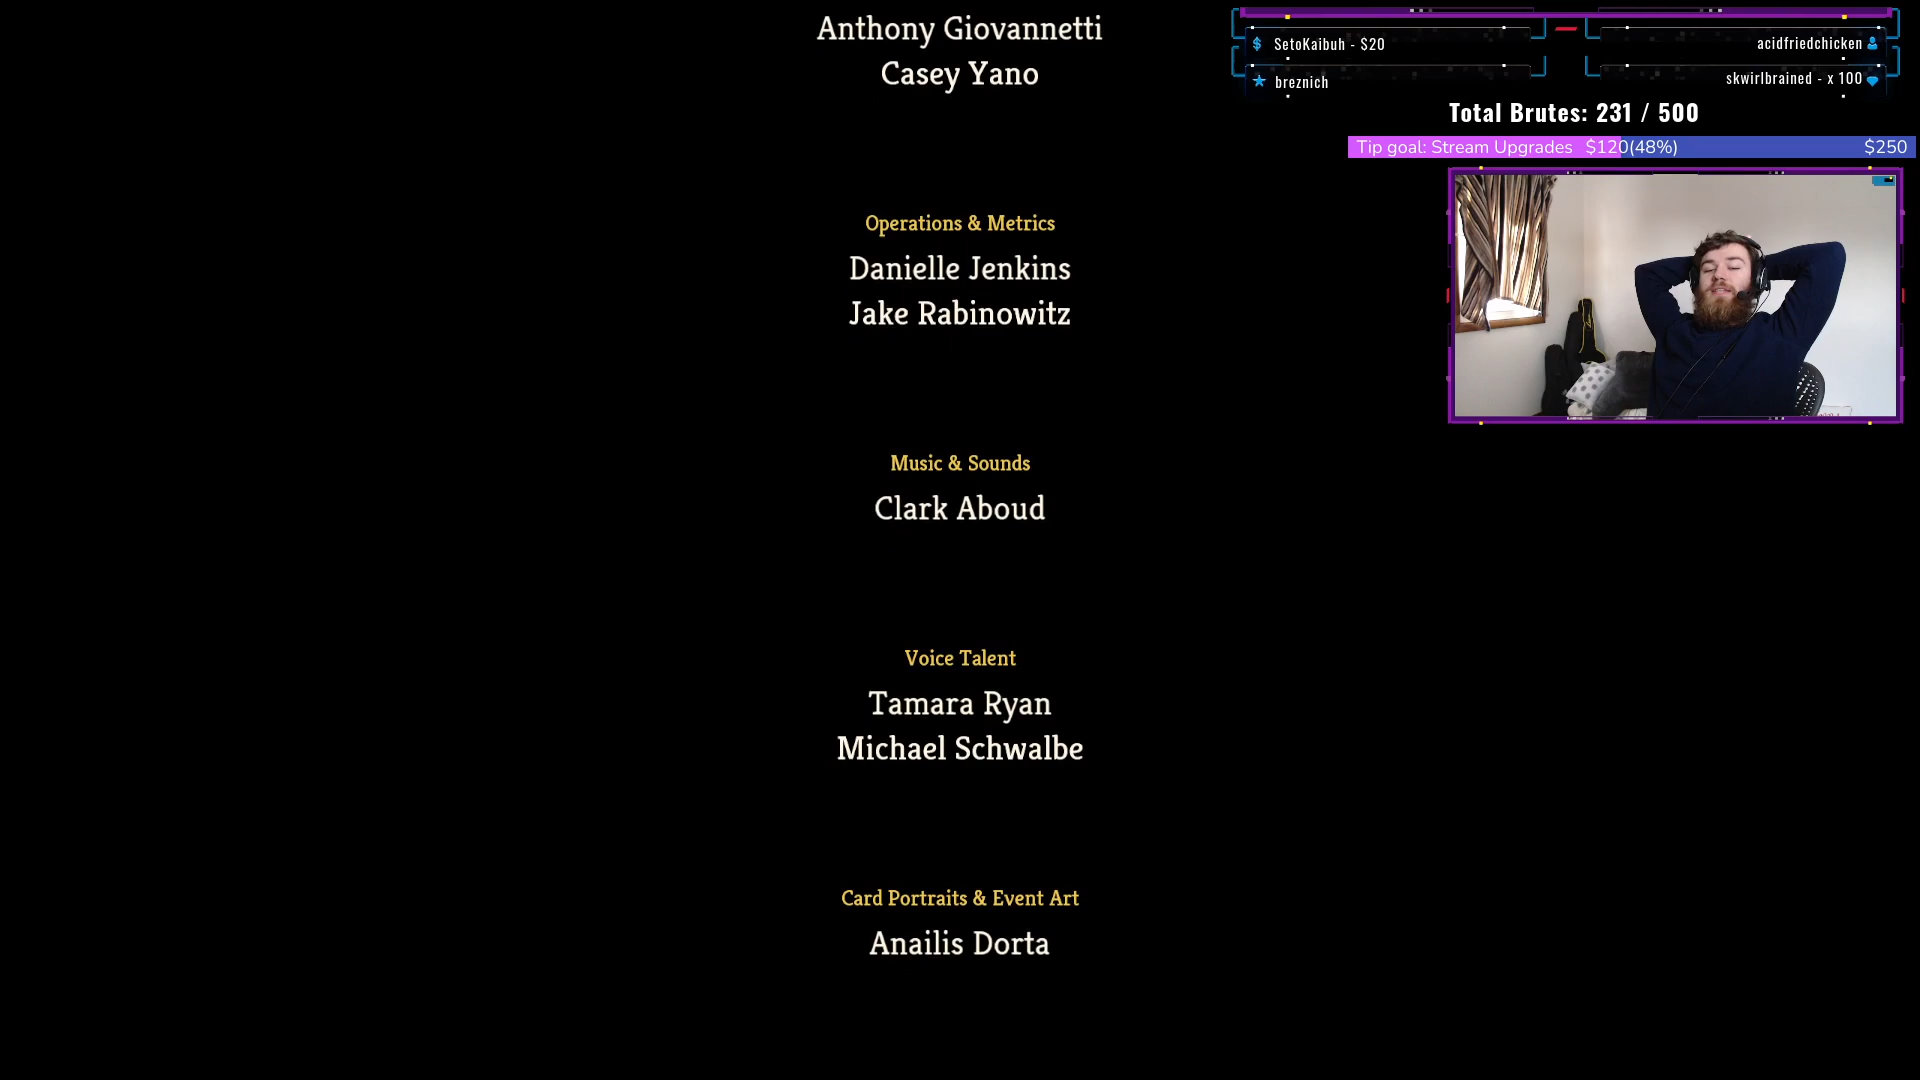 Anthony Giovannetti
Casey Yano
Operations & Metrics
Danielle Jenkins
Jake Rabinowitz
Music & Sounds
Clark Aboud
Voice Talent
Tamara Ryan
Michael Schwalbe
Card Portraits & Event Art
Anailis Dorta
SetoKaibuh - $20
acidfriedchicken
breznich
skwirlbrained - x 100
Total Brutes: 231 / 500
Tip goal: Stream Upgrades $120(48%) $250